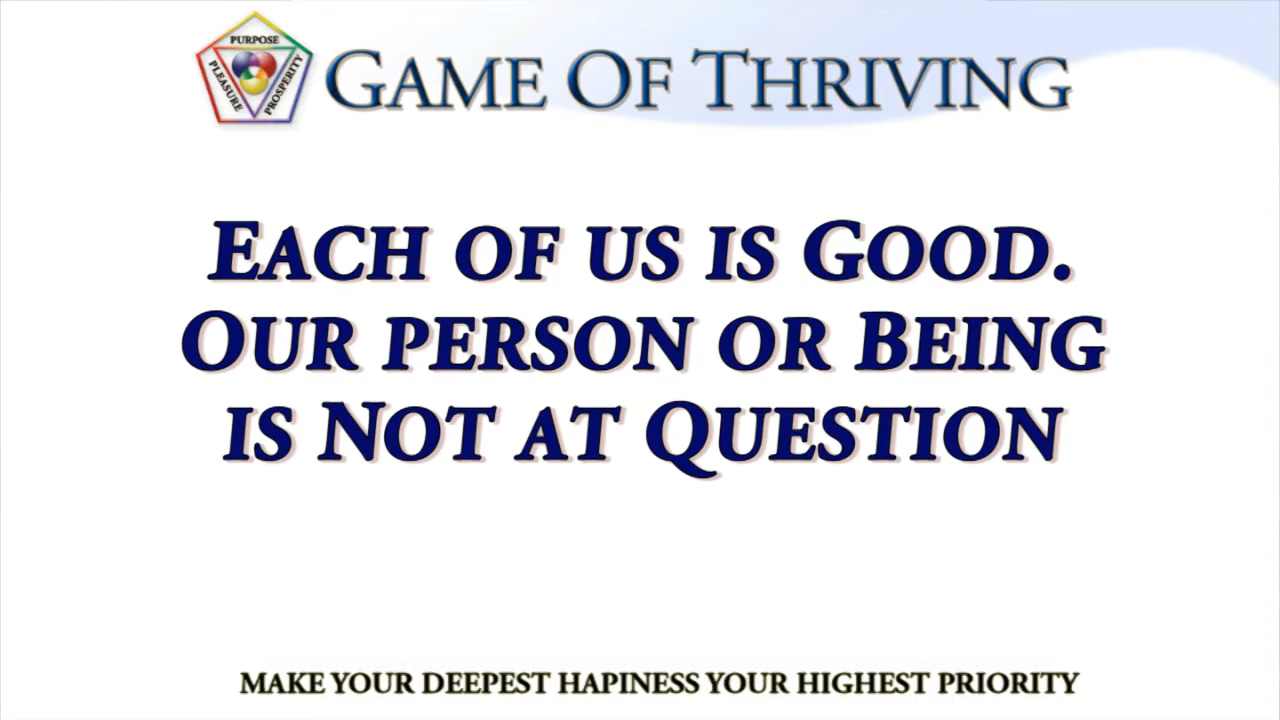 PURPOSE
PLEASURE
PROSPERITY
GAME OF THRIVING
EACH OF US IS GOOD.
OUR PERSON OR BEING
IS NOT AT QUESTION
MAKE YOUR DEEPEST HAPINESS YOUR HIGHEST PRIORITY